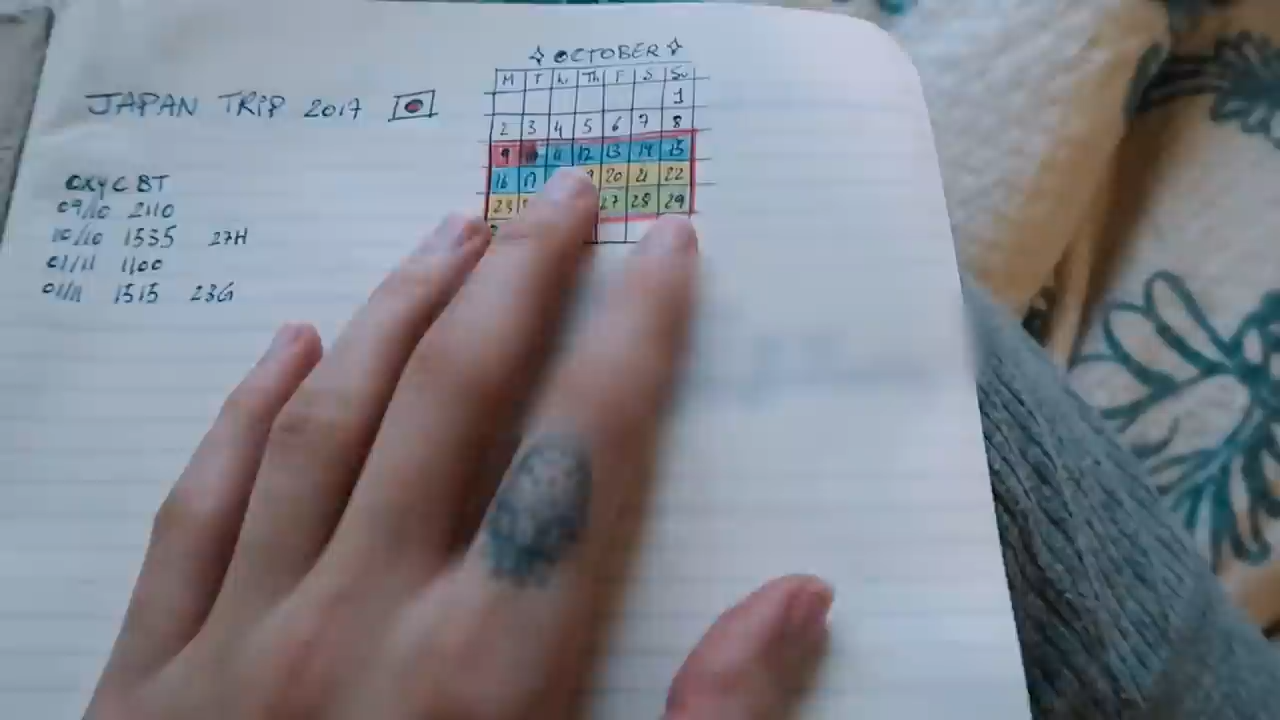 JAPAN TRIP 2017
OXYCBT
09/10 2110
10/10 1535 27H
01/11 1100
01/11 1515 23G
OCTOBER
M T W Th F S Su
1
2 3 4 5 6 7 8
9 10 11 12 13 14 15
16 17 20 21 22
23 27 28 29